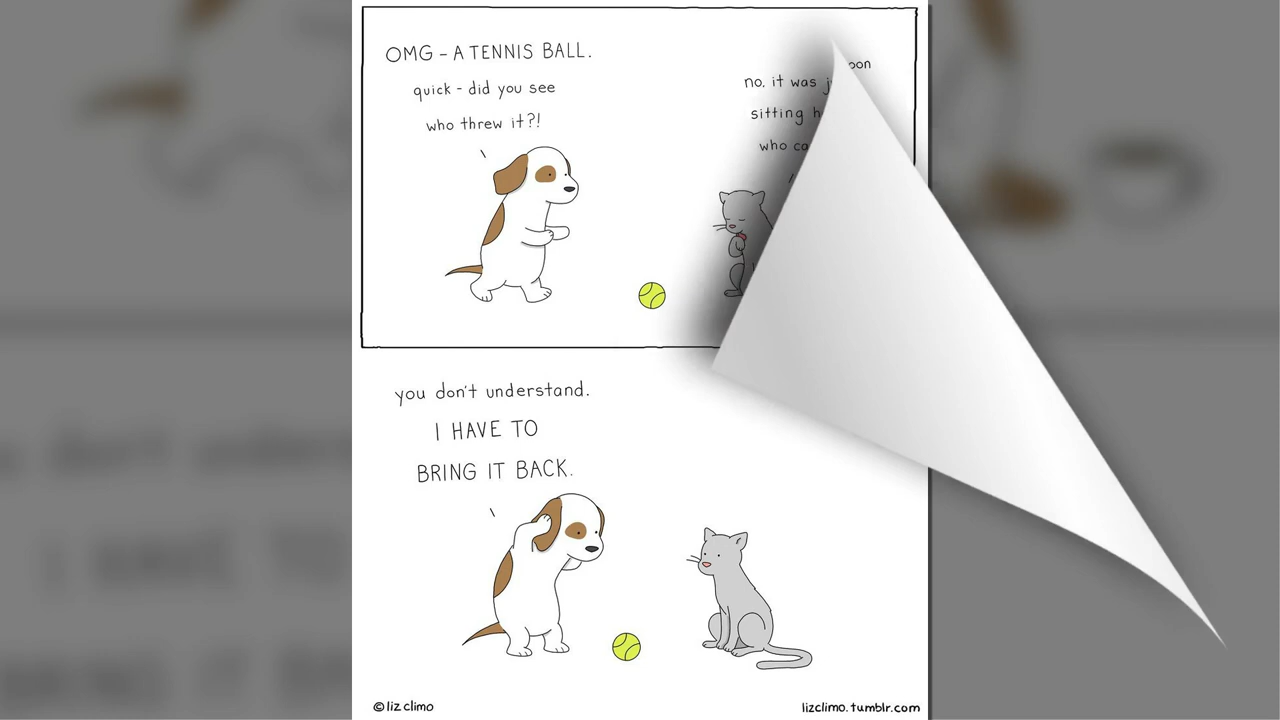 OMG - A TENNIS BALL.
quick - did you see
who threw it?!
no, it was
sitting
who
you don't understand.
I HAVE TO
BRING IT BACK.
© liz climo
lizclimo.tumblr.com